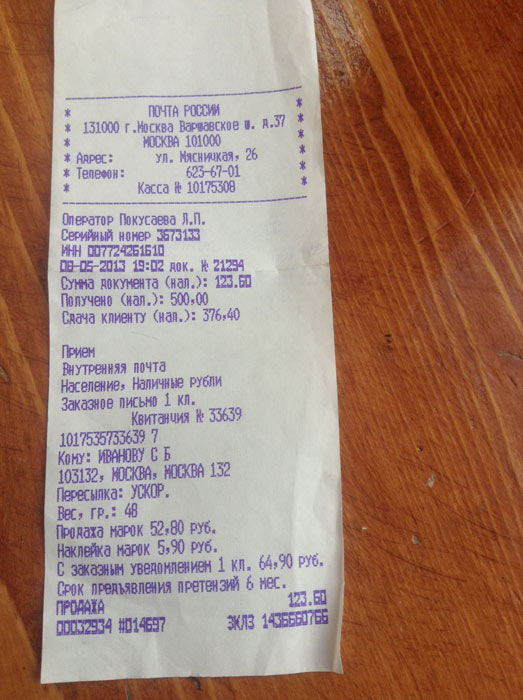 ПОЧТА РОССИИ
131000 г.Москва Варшавское ш. д.37
МОСКВА 101000
Адрес: ул. Мясницкая, 26
Телефон: 623-67-01
Касса № 10175308
Оператор Покусаева Л.П.
Серийный номер 3673133
ИНН 007724261610
08-05-2013 19:02 док. № 21294
Сумма документа (нал.): 123.60
Получено (нал.): 500,00
Сдача клиенту (нал.): 376,40
Прием
Внутренняя почта
Население, Наличные рубли
Заказное письмо 1 кл.
Квитанция № 33639
1017535733639 7
Кому: ИВАНОВУ С Б
103132, МОСКВА, МОСКВА 132
Пересылка: УСКОР.
Вес, гр.: 48
Продажа марок 52,80 руб.
Наклейка марок 5,90 руб.
С заказным уведомлением 1 кл. 64,90 руб.
Срок предъявления претензий 6 мес.
ПРОДАЖА 123.60
00032934 #014697 ЭКЛЗ 1436660766